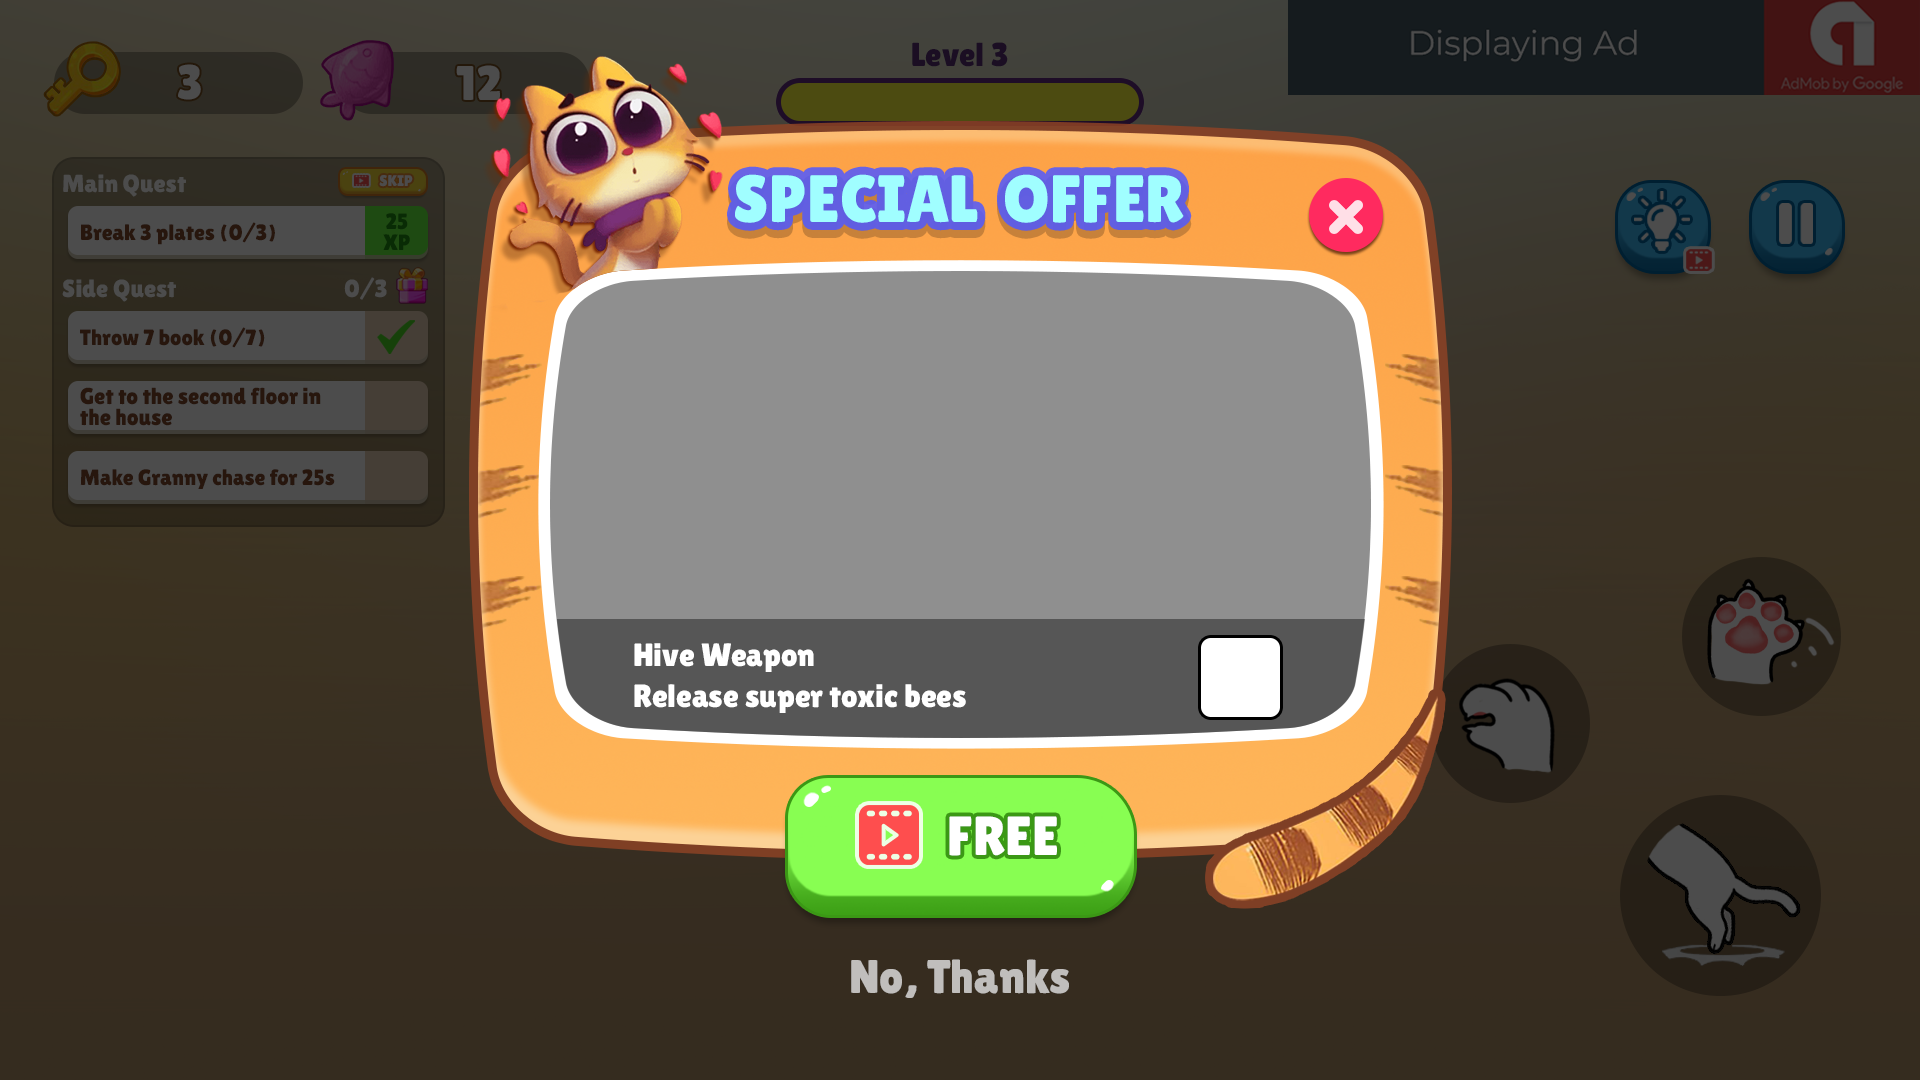 3
12
Level 3
Displaying Ad
AdMob by Google
Main Quest
SKIP
Break 3 plates (0/3)
25
XP
Side Quest
0/3
Throw 7 book (0/7)
Get to the second floor in
the house
Make Granny chase for 25s
SPECIAL OFFER
Hive Weapon
Release super toxic bees
FREE
No, Thanks